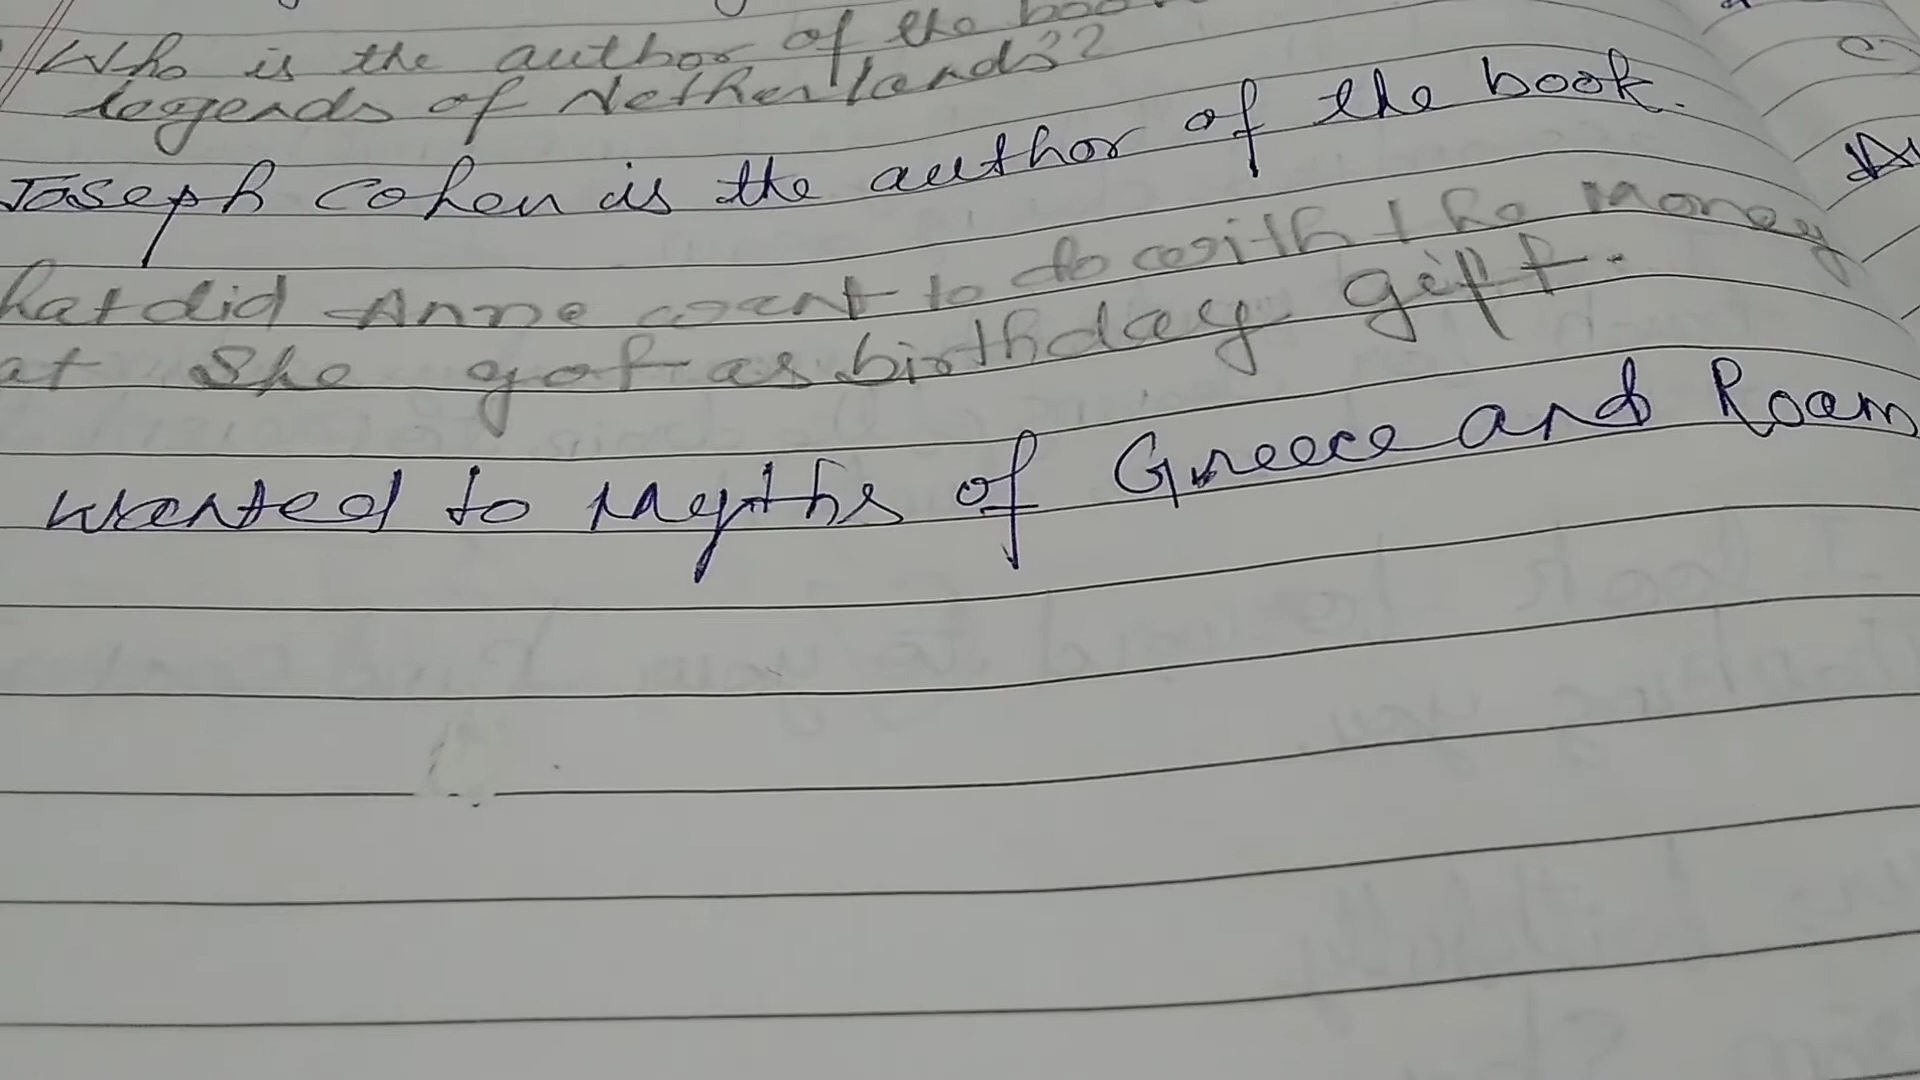 Who is the author of the book
legends of Netherlands??
Joseph Cohen is the author of the book.
hat did Anne want to do with the money
at She got as birthday gift.
wanted to Mypths of Greece and Roam